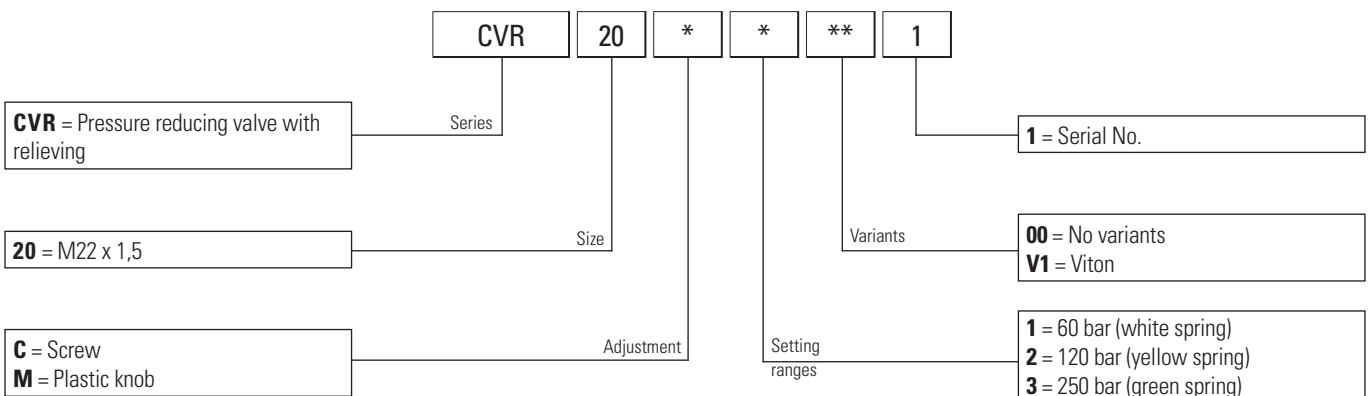 CVR 20 * * ** 1
CVR = Pressure reducing valve with
relieving
Series
1 = Serial No.
20 = M22 x 1,5
Size
Variants
00 = No variants
V1 = Viton
C = Screw
M = Plastic knob
Adjustment
Setting
ranges
1 = 60 bar (white spring)
2 = 120 bar (yellow spring)
3 = 250 bar (green spring)